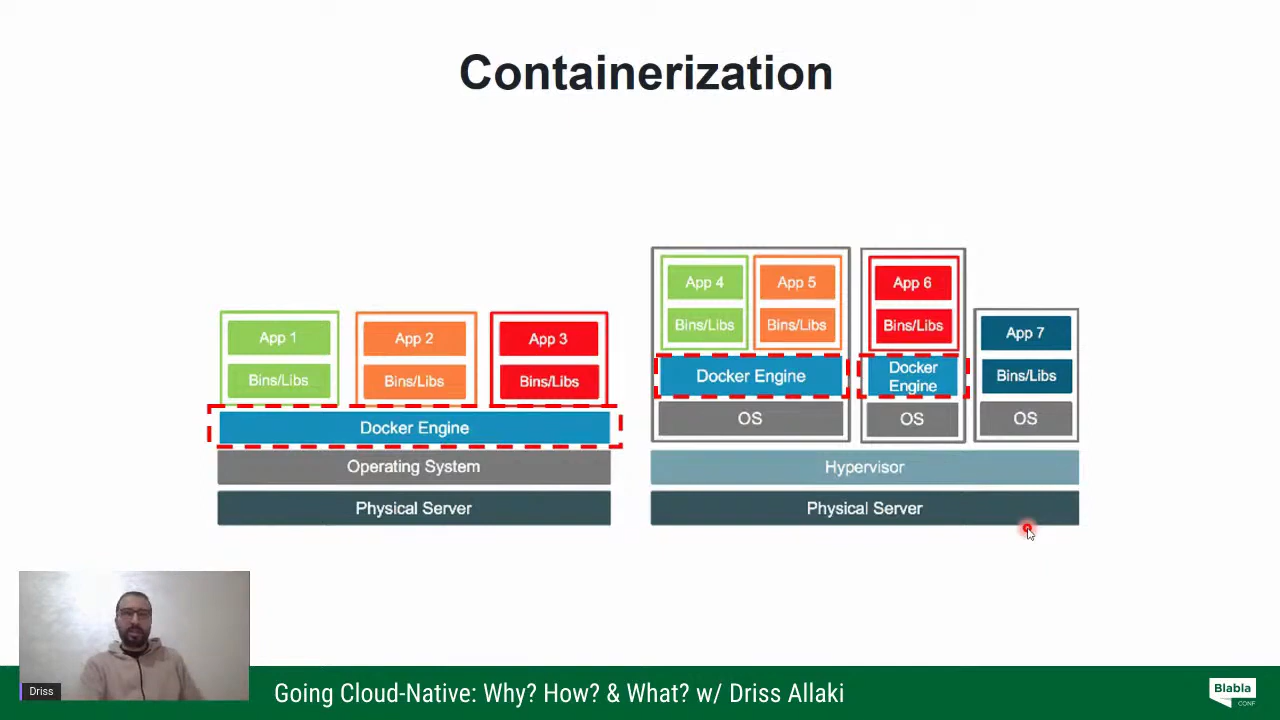 Containerization
App 1
Bins/Libs
App 2
Bins/Libs
App 3
Bins/Libs
Docker Engine
Operating System
Physical Server
App 4
Bins/Libs
App 5
Bins/Libs
Docker Engine
OS
App 6
Bins/Libs
Docker
Engine
OS
App 7
Bins/Libs
OS
Hypervisor
Physical Server
Driss
Going Cloud-Native: Why? How? & What? w/ Driss Allaki
Blabla
CONF